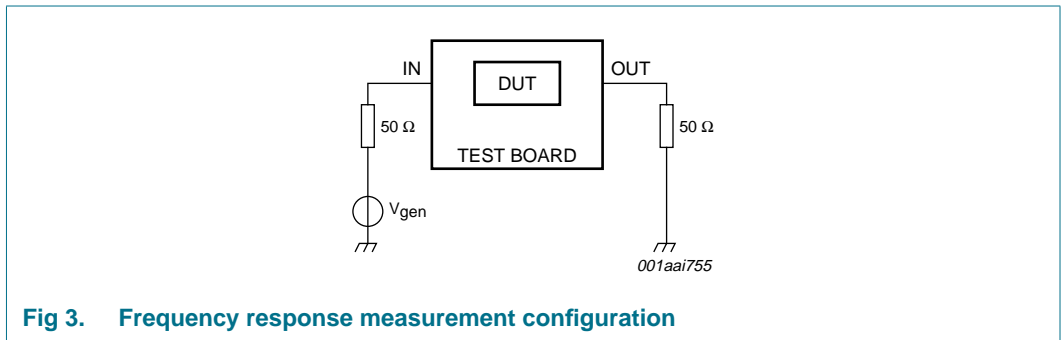 IN
OUT
DUT
50 Ω
50 Ω
TEST BOARD
Vgen
001aai755
Fig 3. Frequency response measurement configuration